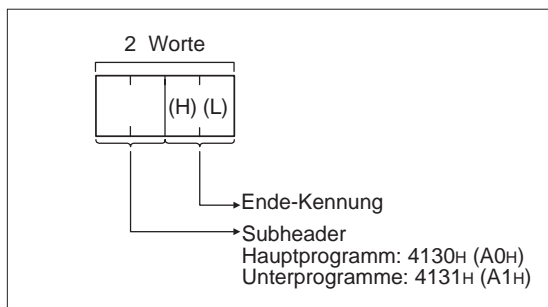 2 Worte
(H) (L)
Ende-Kennung
Subheader
Hauptprogramm: 4130H (A0H)
Unterprogramme: 4131H (A1H)